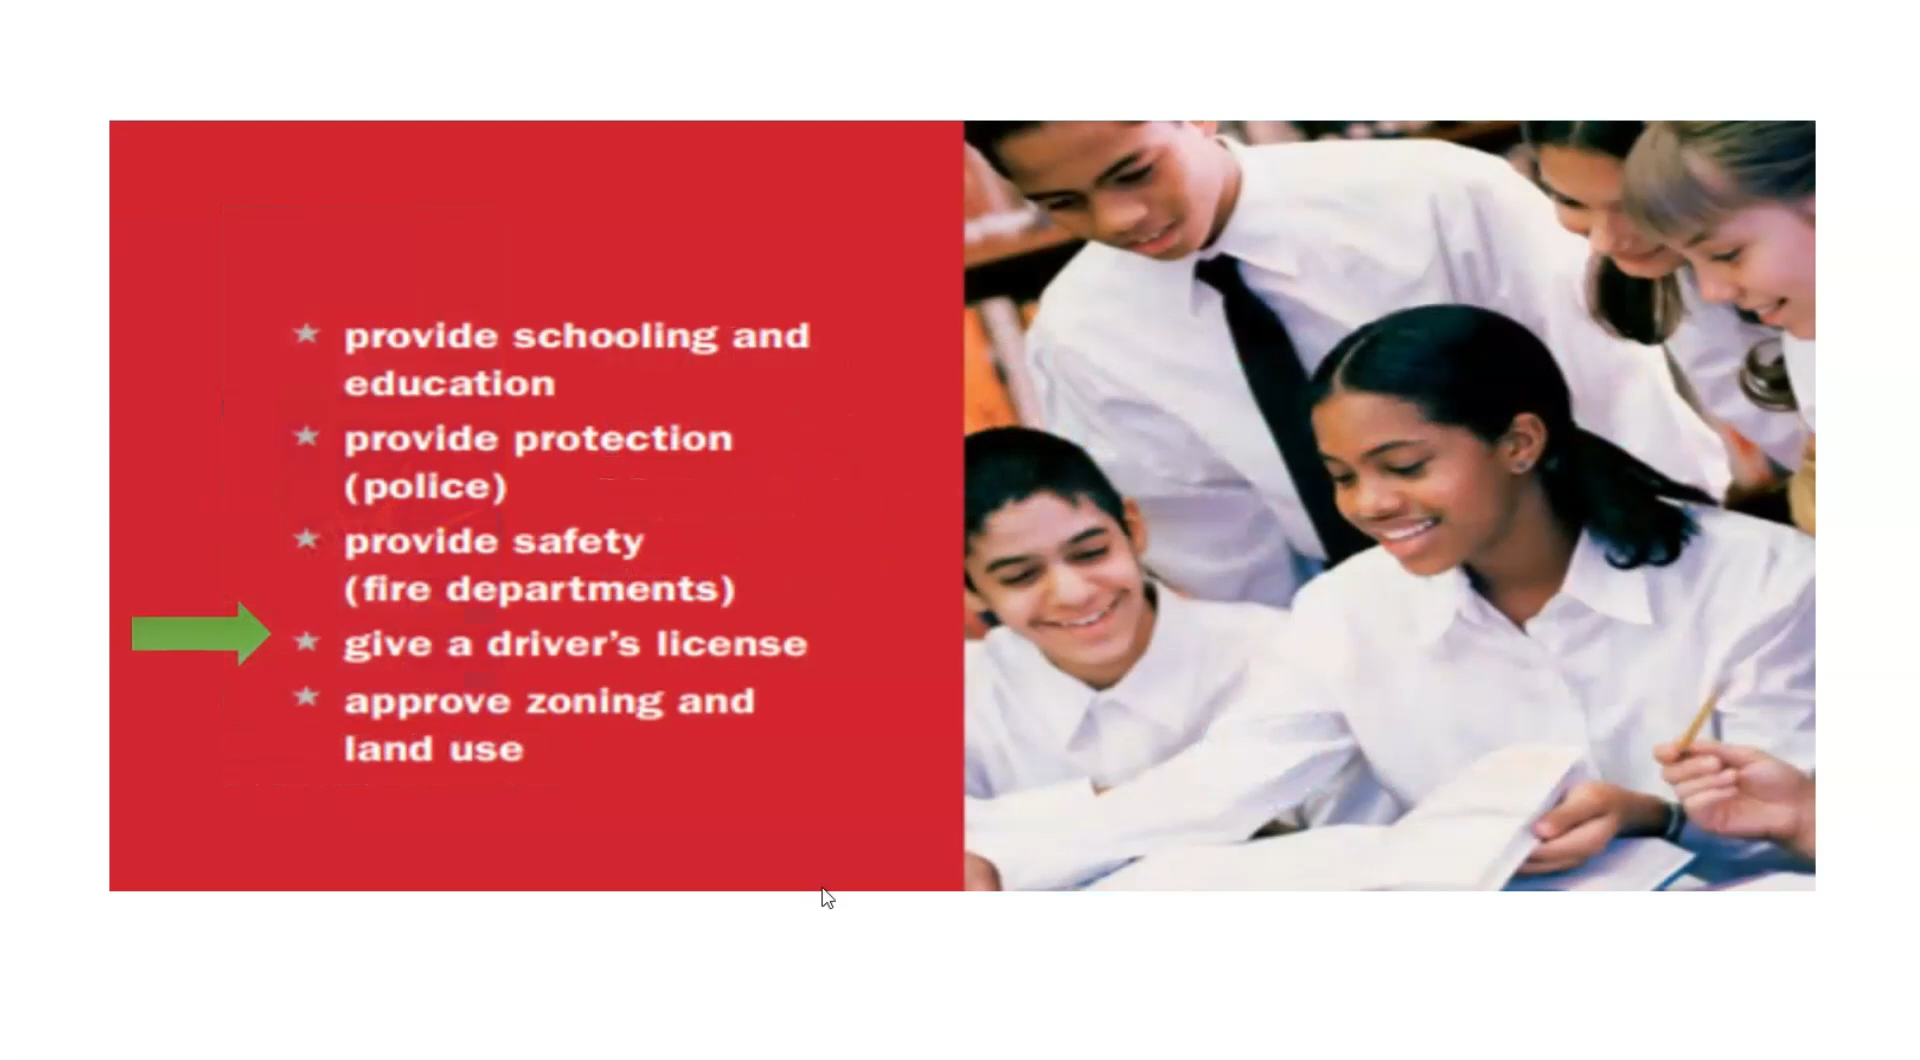 provide schooling and
education
provide protection
(police)
provide safety
(fire departments)
give a driver’s license
approve zoning and
land use